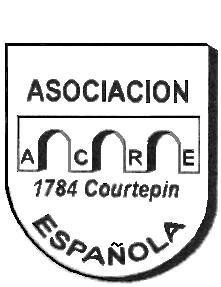 ASOCIACION
A C R E
1784 Courtepin
ESPAÑOLA